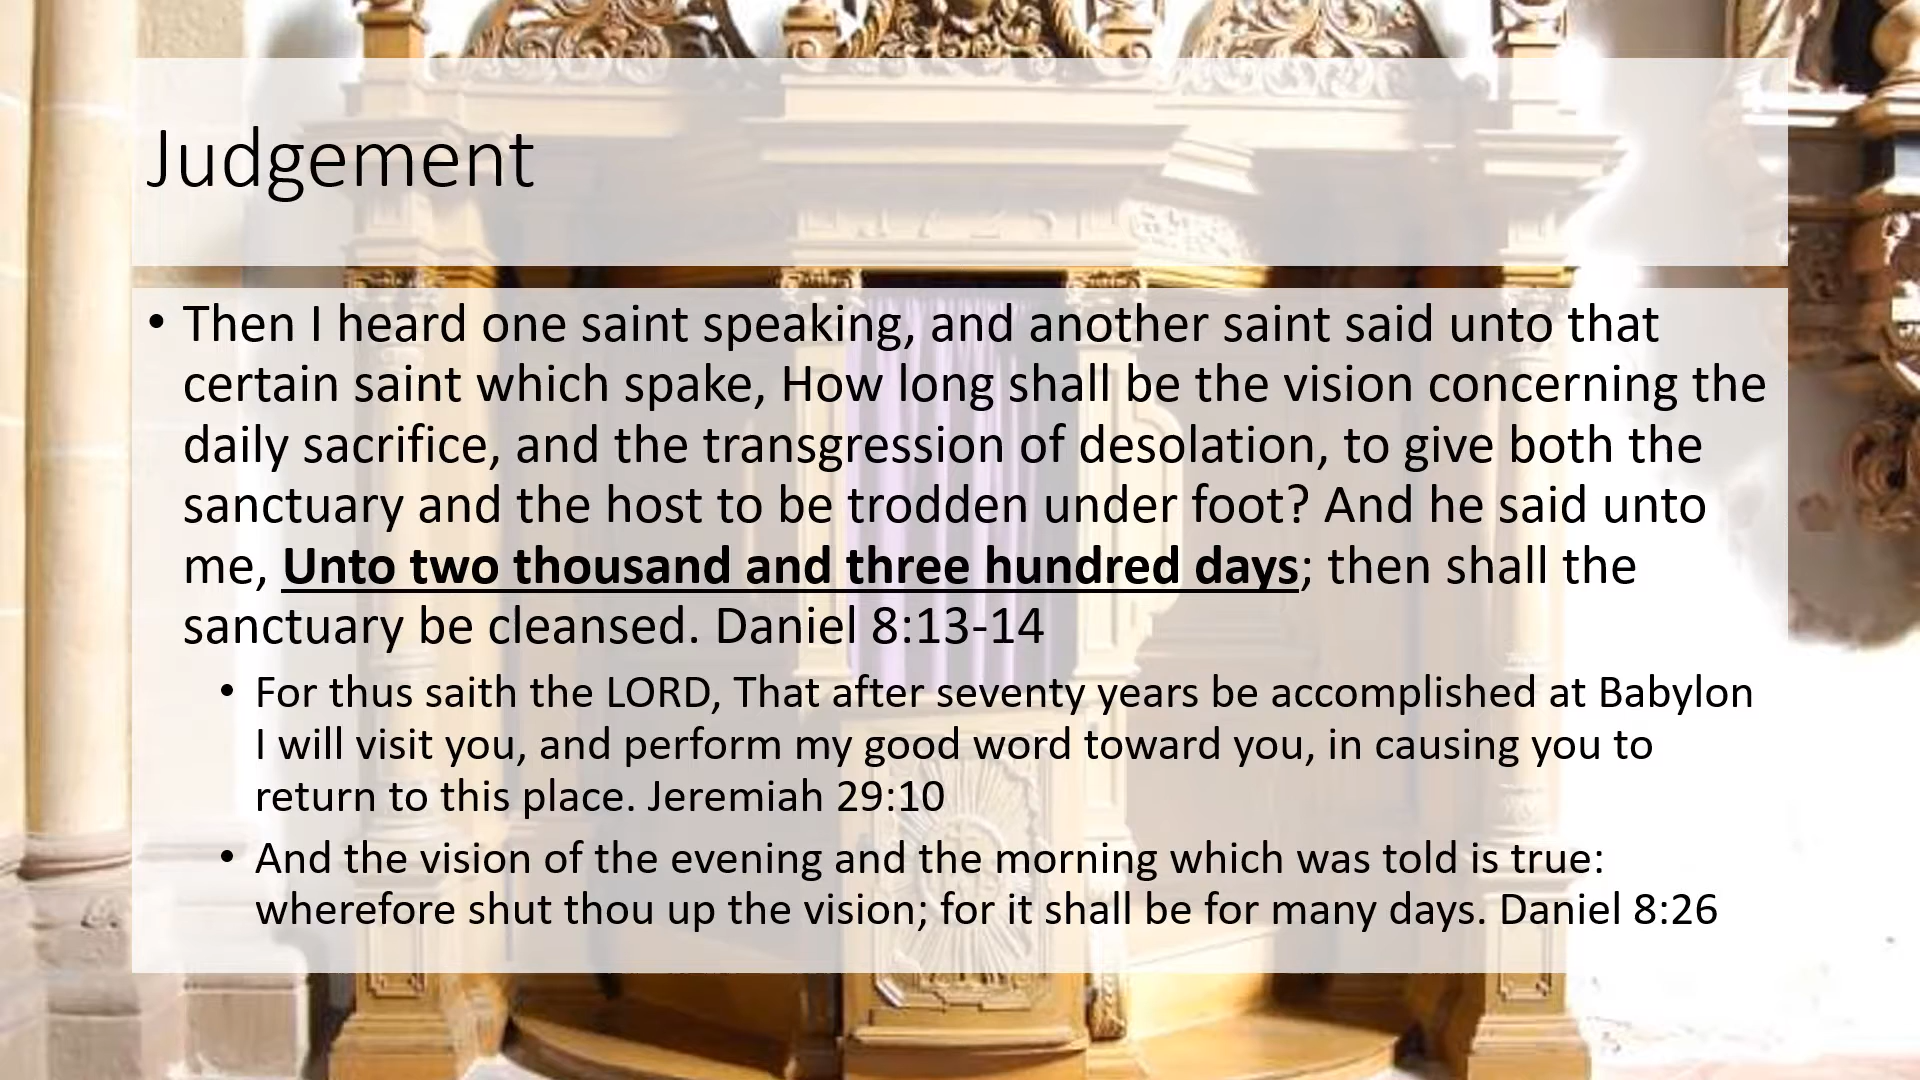 Judgement
• Then I heard one saint speaking, and another saint said unto that
certain saint which spake, How long shall be the vision concerning the
daily sacrifice, and the transgression of desolation, to give both the
sanctuary and the host to be trodden under foot? And he said unto
me, Unto two thousand and three hundred days; then shall the
sanctuary be cleansed. Daniel 8:13-14
• For thus saith the LORD, That after seventy years be accomplished at Babylon
I will visit you, and perform my good word toward you, in causing you to
return to this place. Jeremiah 29:10
• And the vision of the evening and the morning which was told is true:
wherefore shut thou up the vision; for it shall be for many days. Daniel 8:26